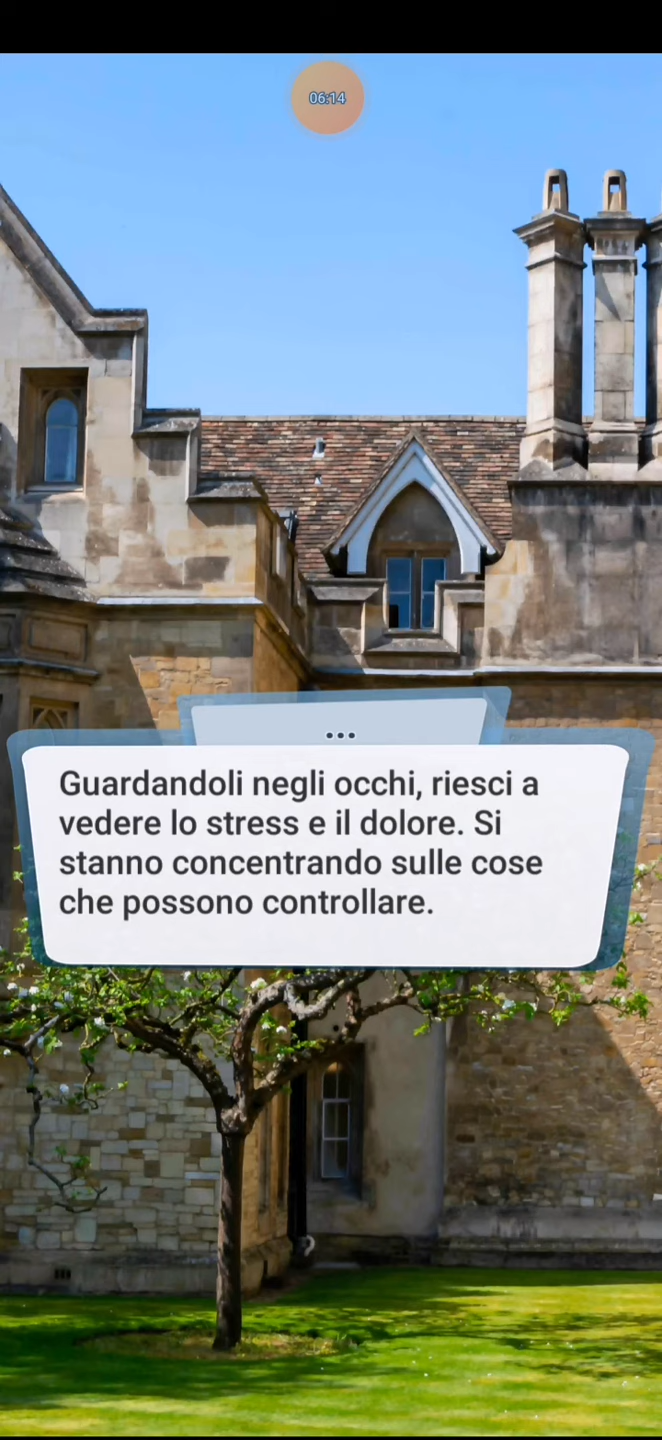 06:14
...
Guardandoli negli occhi, riesci a
vedere lo stress e il dolore. Si
stanno concentrando sulle cose
che possono controllare.